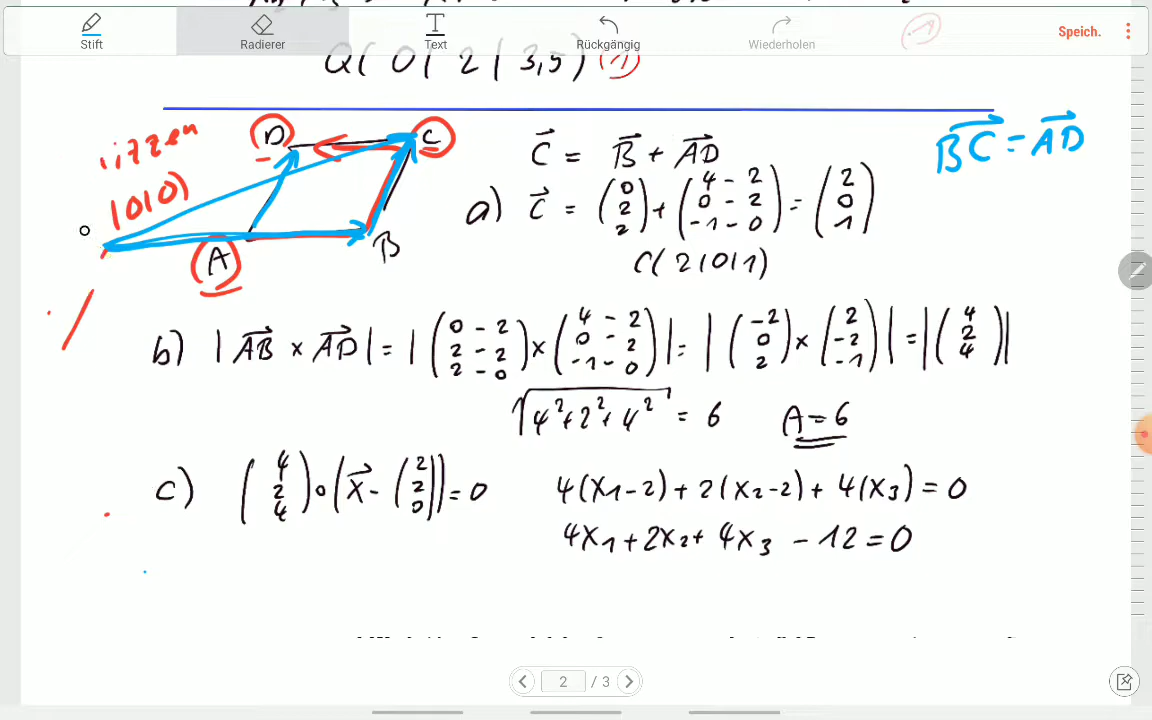 Stift Radierer Text Rückgängig Wiederholen Speich.
Q( 0 | 2 | 3,5) (1)
D C
A B
|0|0)
C⃗ = B⃗ + AD⃗
BC⃗ = AD⃗
a) C⃗ = (0 2 2) + (4 - 2 0 - 2 -1 - 0) = (2 0 1)
C(2|0|1)
b) |AB⃗ × AD⃗| = |(0 - 2 2 - 2 2 - 0) × (4 - 2 0 - 2 -1 - 0)| = |(-2 0 2) × (2 -2 -1)| = |(4 2 4)|
√4²+2²+4² = 6 A = 6
c) (4 2 4) ∘ (X⃗ - (2 2 0)) = 0 4(X1-2) + 2(X2-2) + 4(X3) = 0
4X1 + 2X2 + 4X3 - 12 = 0
2 / 3